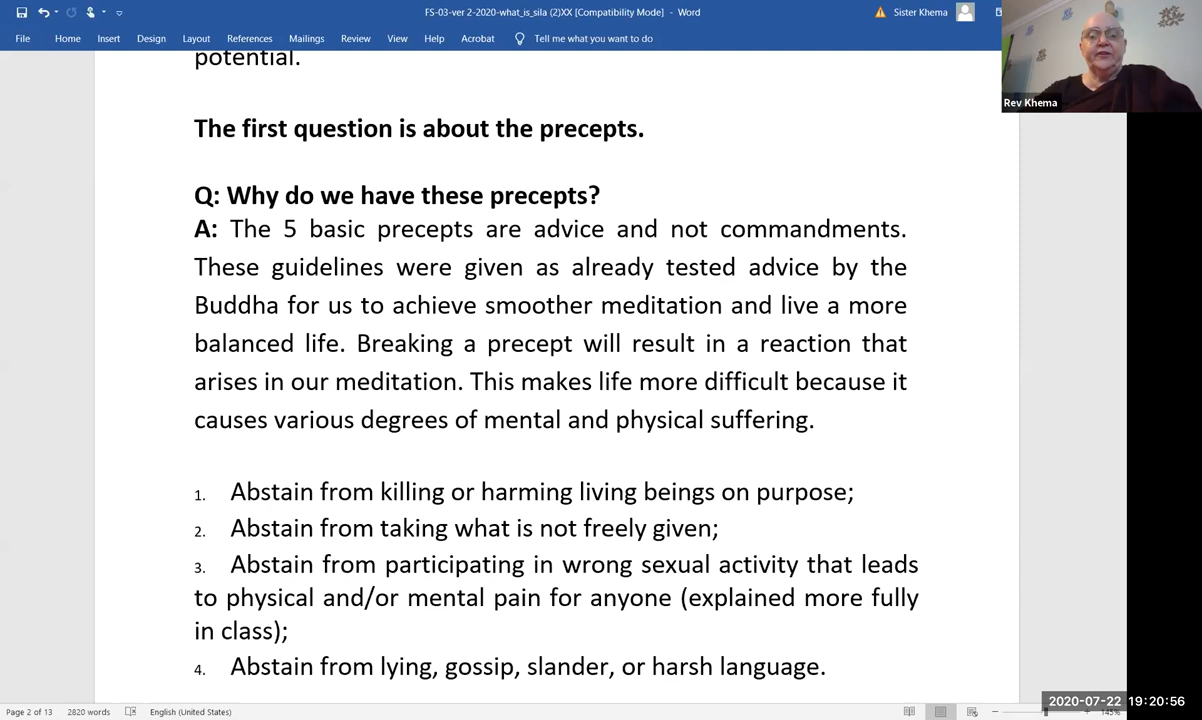 FS-03-ver 2-2020-what_is_sila (2)XX [Compatibility Mode] - Word
Sister Khema
File Home Insert Design Layout References Mailings Review View Help Acrobat Tell me what you want to do
Rev Khema
potential.
The first question is about the precepts.
Q: Why do we have these precepts?
A: The 5 basic precepts are advice and not commandments.
These guidelines were given as already tested advice by the
Buddha for us to achieve smoother meditation and live a more
balanced life. Breaking a precept will result in a reaction that
arises in our meditation. This makes life more difficult because it
causes various degrees of mental and physical suffering.
1. Abstain from killing or harming living beings on purpose;
2. Abstain from taking what is not freely given;
3. Abstain from participating in wrong sexual activity that leads
to physical and/or mental pain for anyone (explained more fully
in class);
4. Abstain from lying, gossip, slander, or harsh language.
2020-07-22 19:20:56
Page 2 of 13 2820 words English (United States) 145%